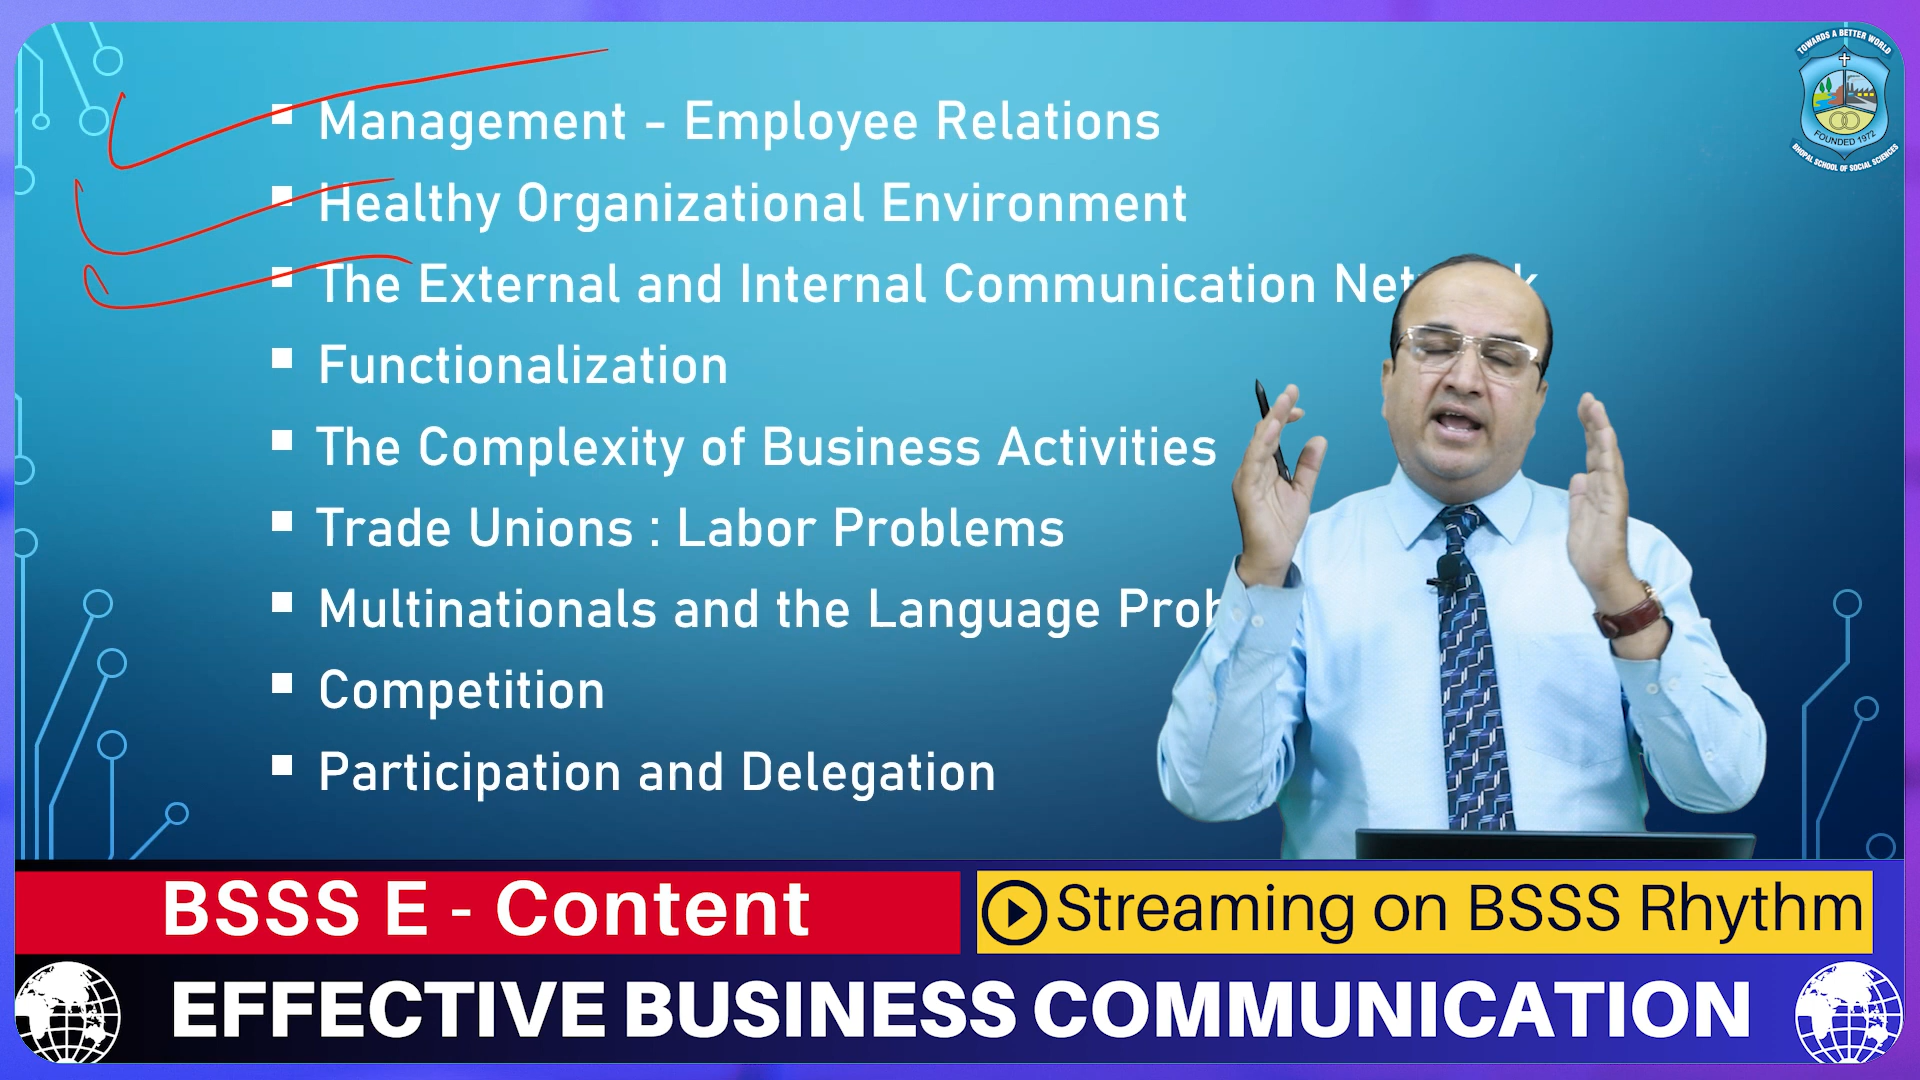 TOWARDS A BETTER WORLD
FOUNDED 1972
BHOPAL SCHOOL OF SOCIAL SCIENCES
Management - Employee Relations
Healthy Organizational Environment
The External and Internal Communication
Functionalization
The Complexity of Business Activities
Trade Unions : Labor Problems
Multinationals and the Language
Competition
Participation and Delegation
BSSS E - Content
Streaming on BSSS Rhythm
EFFECTIVE BUSINESS COMMUNICATION